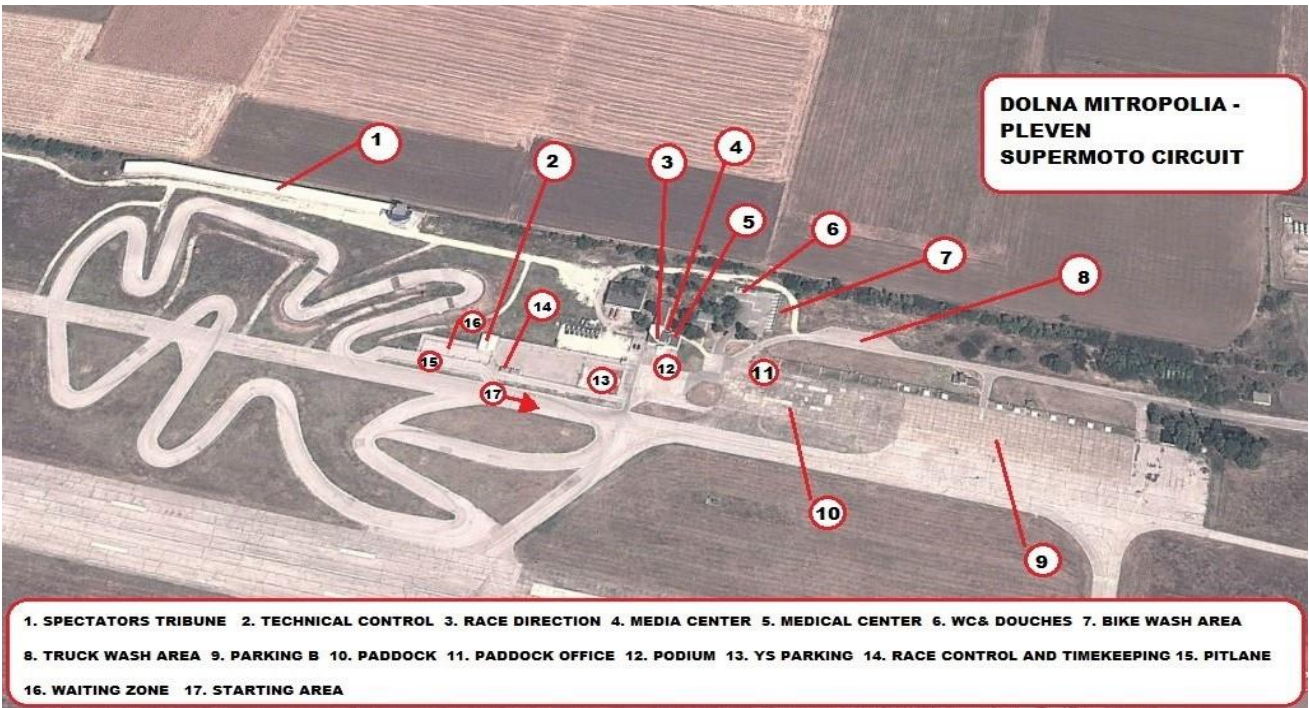 DOLNA MITROPOLIA -
PLEVEN
SUPERMOTO CIRCUIT
1
2
3
4
5
6
7
8
14
16
15
17
13
12
11
10
9
1. SPECTATORS TRIBUNE 2. TECHNICAL CONTROL 3. RACE DIRECTION 4. MEDIA CENTER 5. MEDICAL CENTER 6. WC& DOUCHES 7. BIKE WASH AREA
8. TRUCK WASH AREA 9. PARKING B 10. PADDOCK 11. PADDOCK OFFICE 12. PODIUM 13. YS PARKING 14. RACE CONTROL AND TIMEKEEPING 15. PITLANE
16. WAITING ZONE 17. STARTING AREA